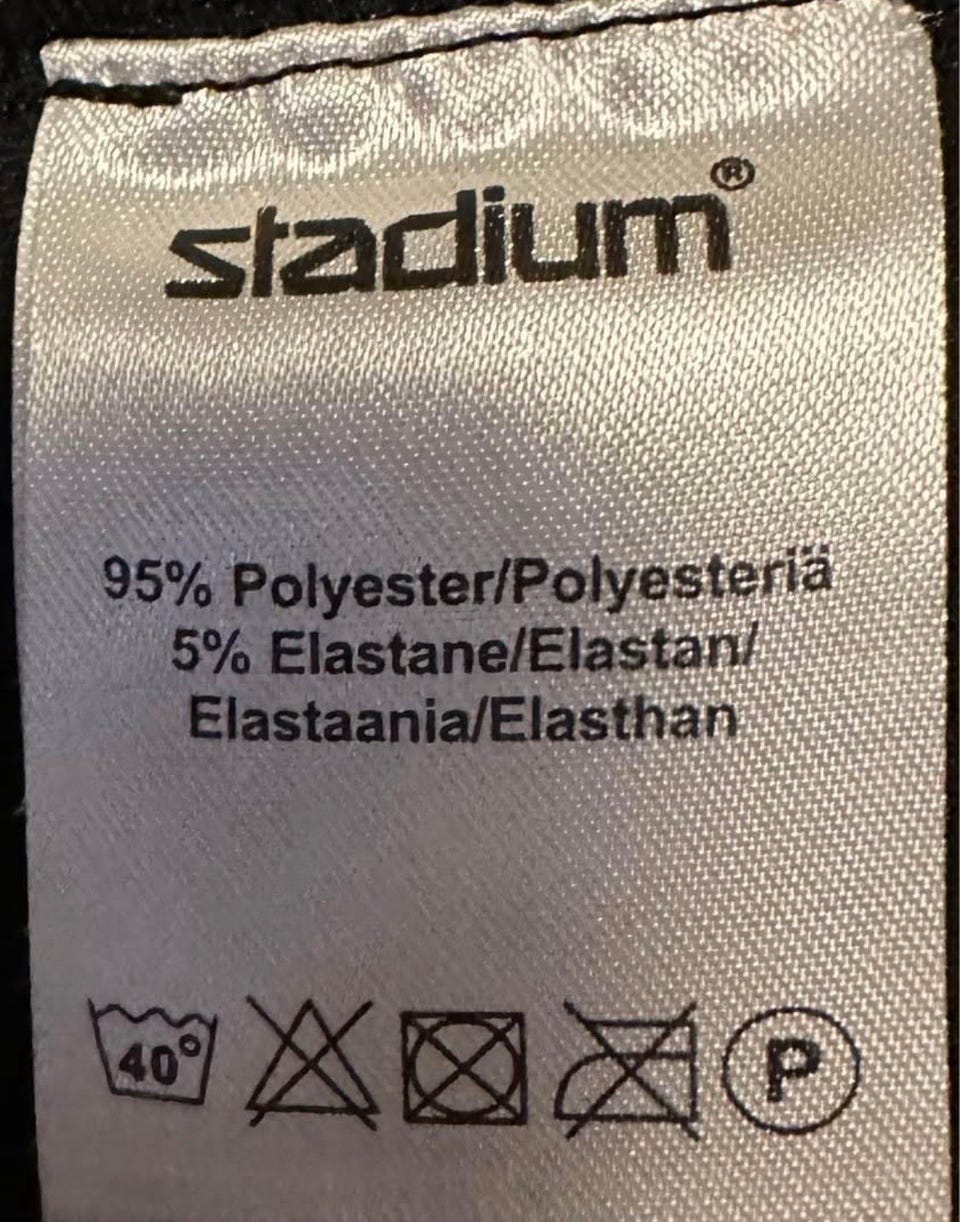 stadium®
95% Polyester/Polyesteriä
5% Elastane/Elastan/
Elastaania/Elasthan
40° P